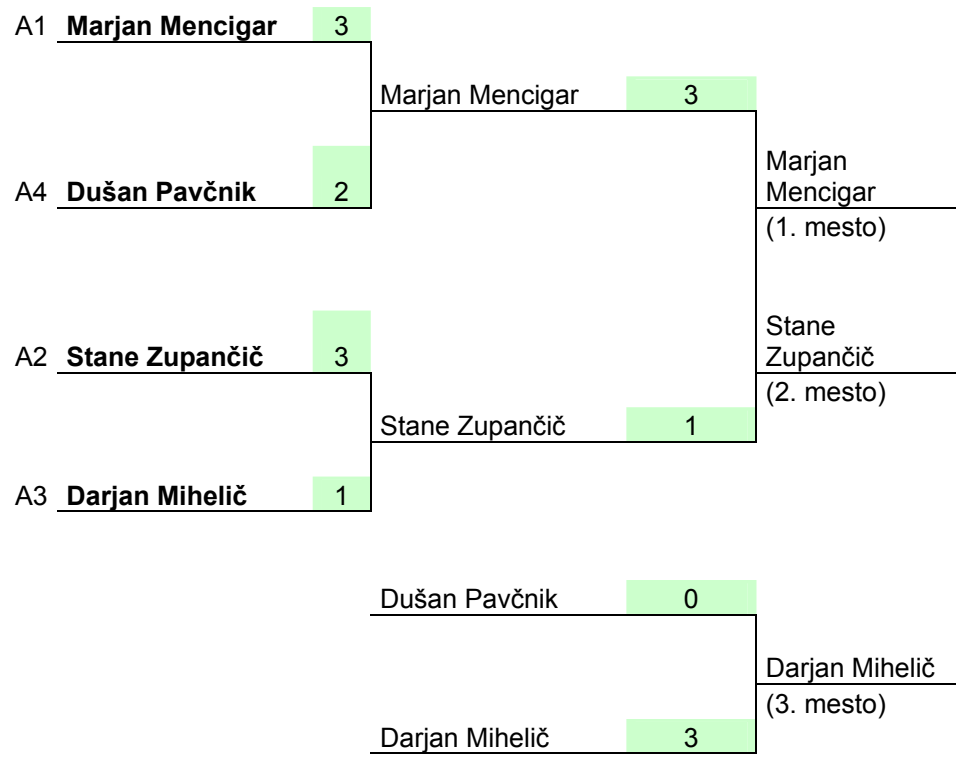 A1 Marjan Mencigar 3
Marjan Mencigar 3
Marjan
Mencigar
A4 Dušan Pavčnik 2
(1. mesto)
Stane
Zupančič
A2 Stane Zupančič 3
(2. mesto)
Stane Zupančič 1
A3 Darjan Mihelič 1
Dušan Pavčnik 0
Darjan Mihelič
(3. mesto)
Darjan Mihelič 3